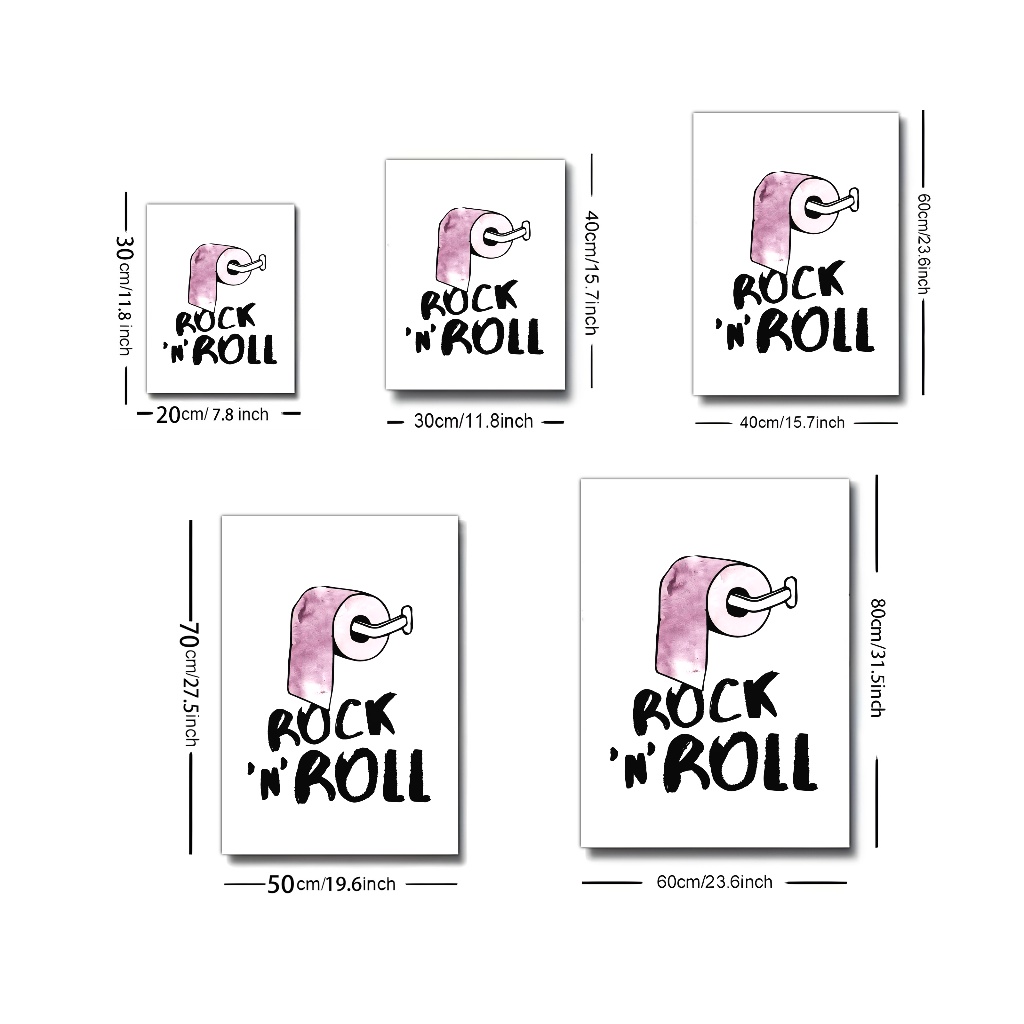 30cm/11.8 inch
ROCK
'N' ROLL
20cm/ 7.8 inch
40cm/15.7inch
ROCK
'N' ROLL
30cm/11.8inch
60cm/23.6inch
ROCK
'N' ROLL
40cm/15.7inch
70cm/27.5inch
ROCK
'N' ROLL
50cm/19.6inch
80cm/31.5inch
ROCK
'N' ROLL
60cm/23.6inch